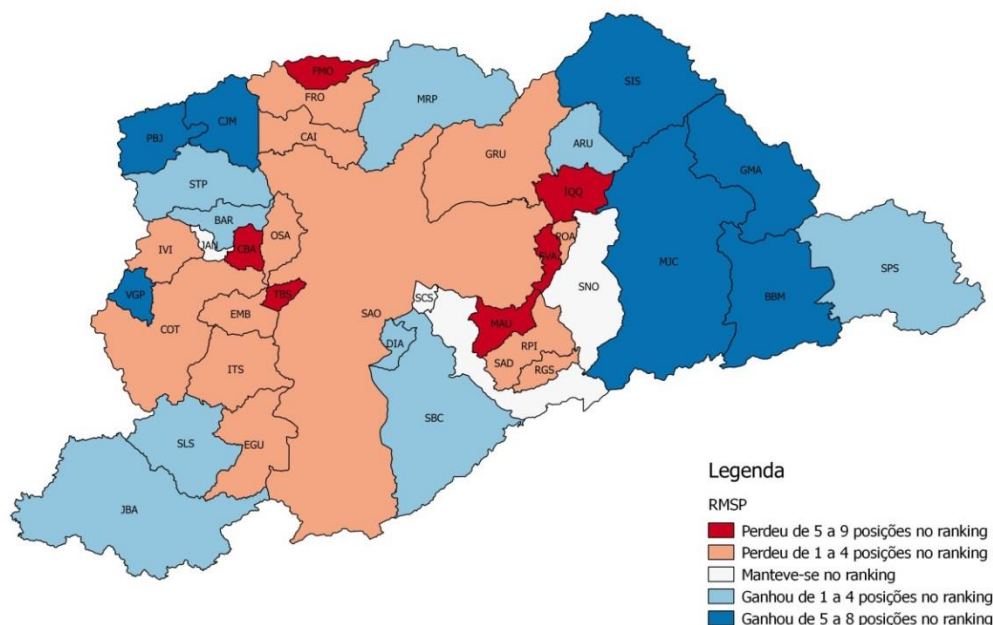 FMO
FRO
MRP
SIS
PBJ
CJM
CAI
GRU
ARU
STP
IQQ
GMA
BAR
JAN
CBA
OSA
IVI
POA
FVA
VGP
TBS
SNO
MJC
SPS
BBM
COT
EMB
SAO
SCS
MAU
DIA
RPI
ITS
SAD
RGS
SLS
EGU
SBC
JBA
Legenda
RMSP
Perdeu de 5 a 9 posições no ranking
Perdeu de 1 a 4 posições no ranking
Manteve-se no ranking
Ganhou de 1 a 4 posições no ranking
Ganhou de 5 a 8 posições no ranking